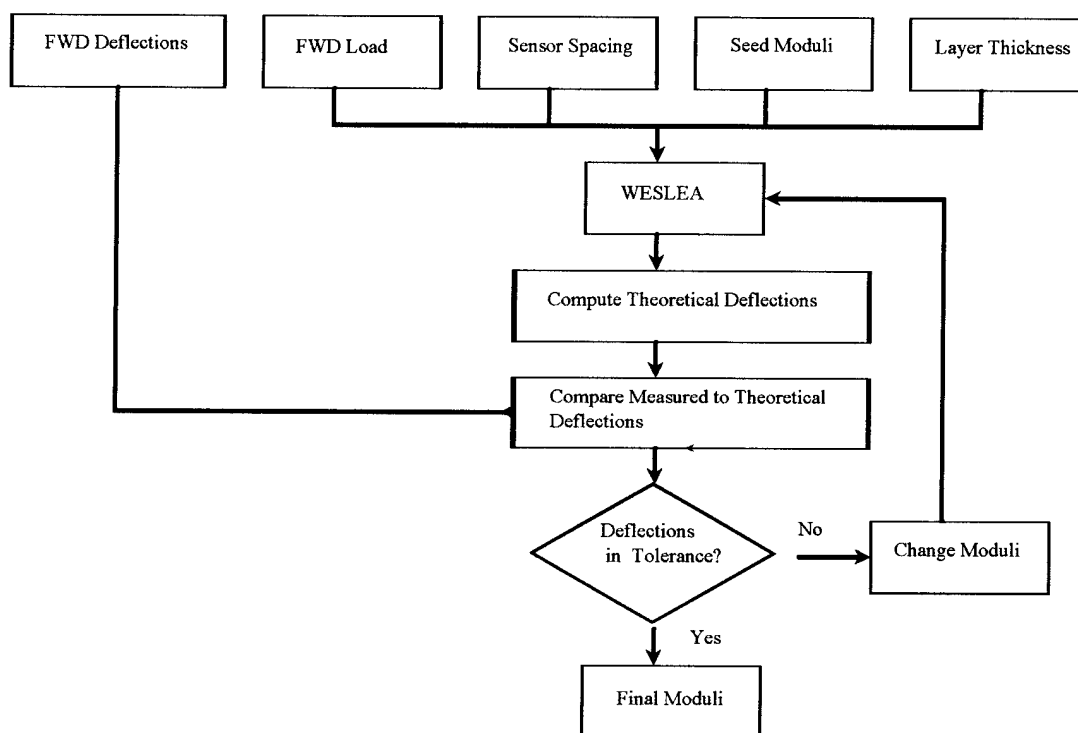 FWD Deflections
FWD Load
Sensor Spacing
Seed Moduli
Layer Thickness
WESLEA
Compute Theoretical Deflections
Compare Measured to Theoretical
Deflections
Deflections
in Tolerance?
No
Change Moduli
Yes
Final Moduli